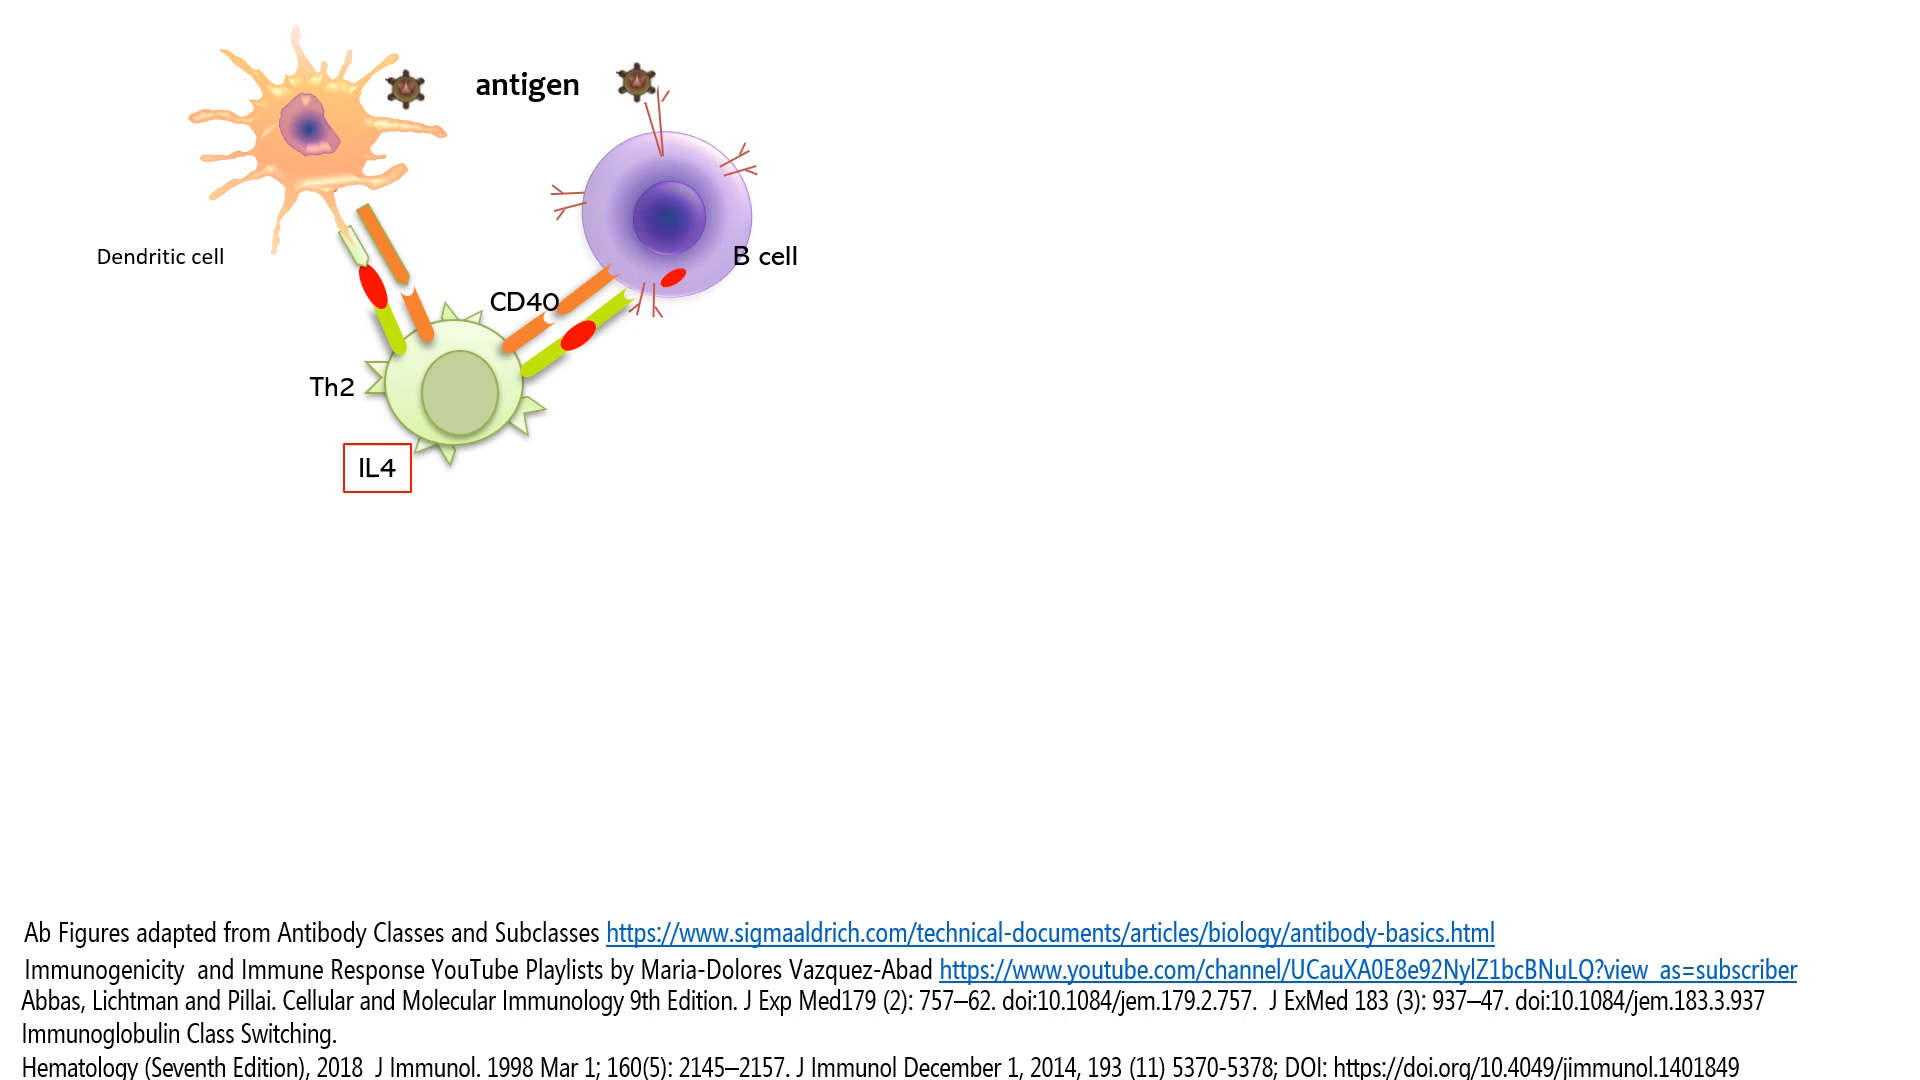 antigen
Dendritic cell
B cell
CD40
Th2
IL4
Ab Figures adapted from Antibody Classes and Subclasses https://www.sigmaaldrich.com/technical-documents/articles/biology/antibody-basics.html
Immunogenicity  and Immune Response YouTube Playlists by Maria-Dolores Vazquez-Abad https://www.youtube.com/channel/UCauXA0E8e92NylZ1bcBNuLQ?view_as=subscriber
Abbas, Lichtman and Pillai. Cellular and Molecular Immunology 9th Edition. J Exp Med179 (2): 757–62. doi:10.1084/jem.179.2.757.  J ExMed 183 (3): 937–47. doi:10.1084/jem.183.3.937
Immunoglobulin Class Switching.
Hematology (Seventh Edition), 2018  J Immunol. 1998 Mar 1; 160(5): 2145–2157. J Immunol December 1, 2014, 193 (11) 5370-5378; DOI: https://doi.org/10.4049/jimmunol.1401849